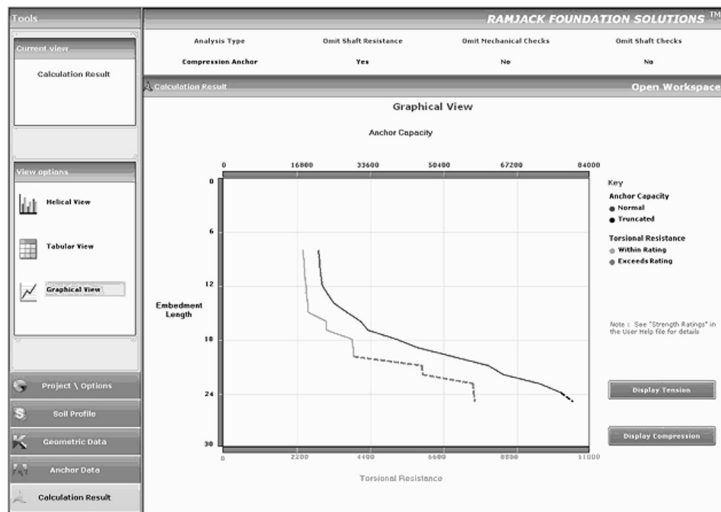 Tools
RAMJACK FOUNDATION SOLUTIONS ™
Current view
Calculation Result
Analysis Type Omit Shaft Resistance Omit Mechanical Checks Omit Shaft Checks
Compression Anchor Yes No No
Calculation Result Open Workspace
Graphical View
Anchor Capacity
0 16800 33600 50400 67200 84000
View options
Helical View
Tabular View
Graphical View
0
6
12
18
24
30
Embedment
Length
0 2200 4400 6600 8800 11000
Torsional Resistance
Key
Anchor Capacity
Normal
Truncated
Torsional Resistance
Within Rating
Exceeds Rating
Note : See "Strength Ratings" in
the User Help file for details
Display Tension
Display Compression
Project \ Options
Soil Profile
Geometric Data
Anchor Data
Calculation Result